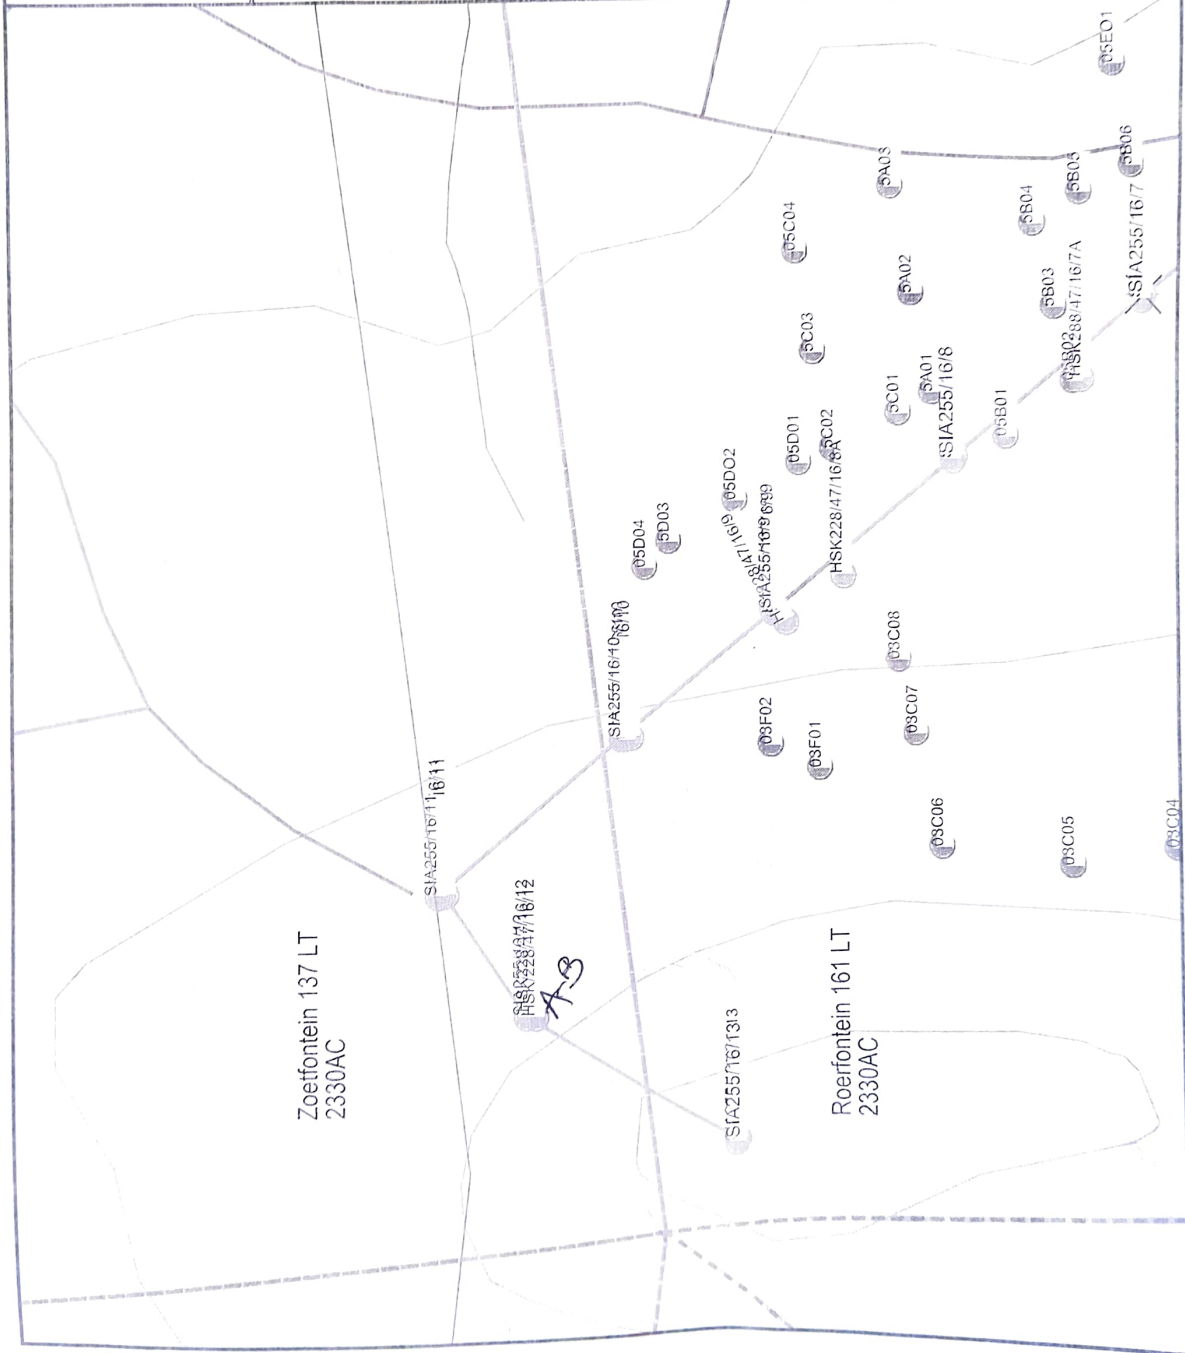 Zoetfontein 137 LT
2330AC
SIA255/16/11
16/11
HSK228/47/16/12
A.B
SIA255/16/13
Roerfontein 161 LT
2330AC
SIA255/16/10
05D04
5D03
05DO2
05D01
5C02
HSK228/47/16/8A
5C03
05C04
5A03
5A02
5A01
5C01
SIA255/16/8
05B01
HSK288/47/16/7A
5B03
5B04
5B05
5B06
SIA255/16/7
05EO1
03F02
03F01
03C08
03C07
03C06
03C05
03C04